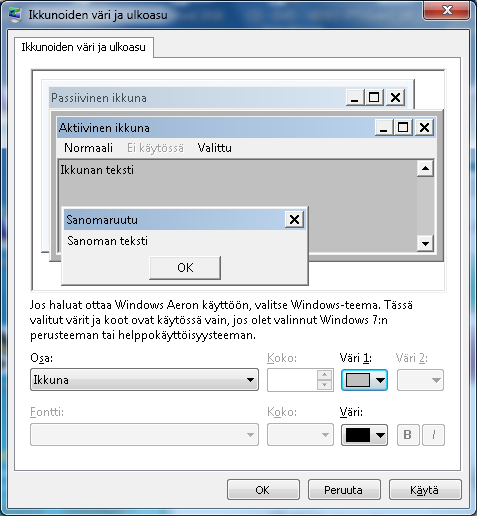 Ikkunoiden väri ja ulkoasu
Ikkunoiden väri ja ulkoasu
Passiivinen ikkuna
Aktiivinen ikkuna
Normaali Ei käytössä Valittu
Ikkunan teksti
Sanomaruutu
Sanoman teksti
OK
Jos haluat ottaa Windows Aeron käyttöön, valitse Windows-teema. Tässä
valitut värit ja koot ovat käytössä vain, jos olet valinnut Windows 7:n
perusteeman tai helppokäyttöisyysteeman.
Osa: Koko: Väri 1: Väri 2:
Ikkuna
Fontti: Koko: Väri:
B I
OK Peruuta Käytä